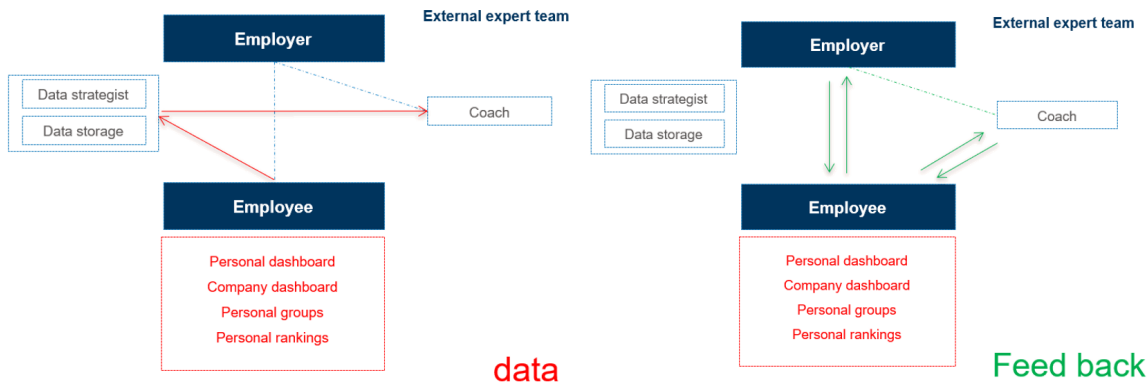 External expert team
Employer
Data strategist
Data storage
Coach
Employee
Personal dashboard
Company dashboard
Personal groups
Personal rankings
data
External expert team
Employer
Data strategist
Data storage
Coach
Employee
Personal dashboard
Company dashboard
Personal groups
Personal rankings
Feed back